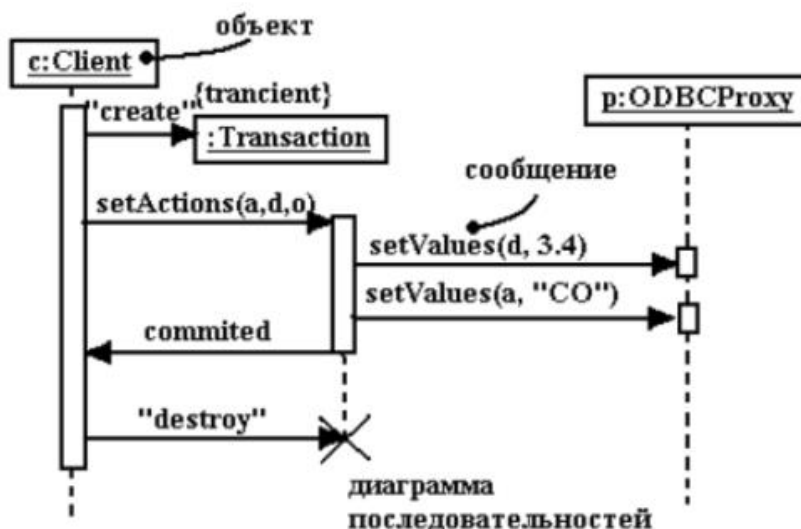 объект
c:Client
{trancient}
"create"
:Transaction
p:ODBCProxy
сообщение
setActions(a,d,o)
setValues(d, 3.4)
setValues(a, "CO")
commited
"destroy"
диаграмма
последовательностей